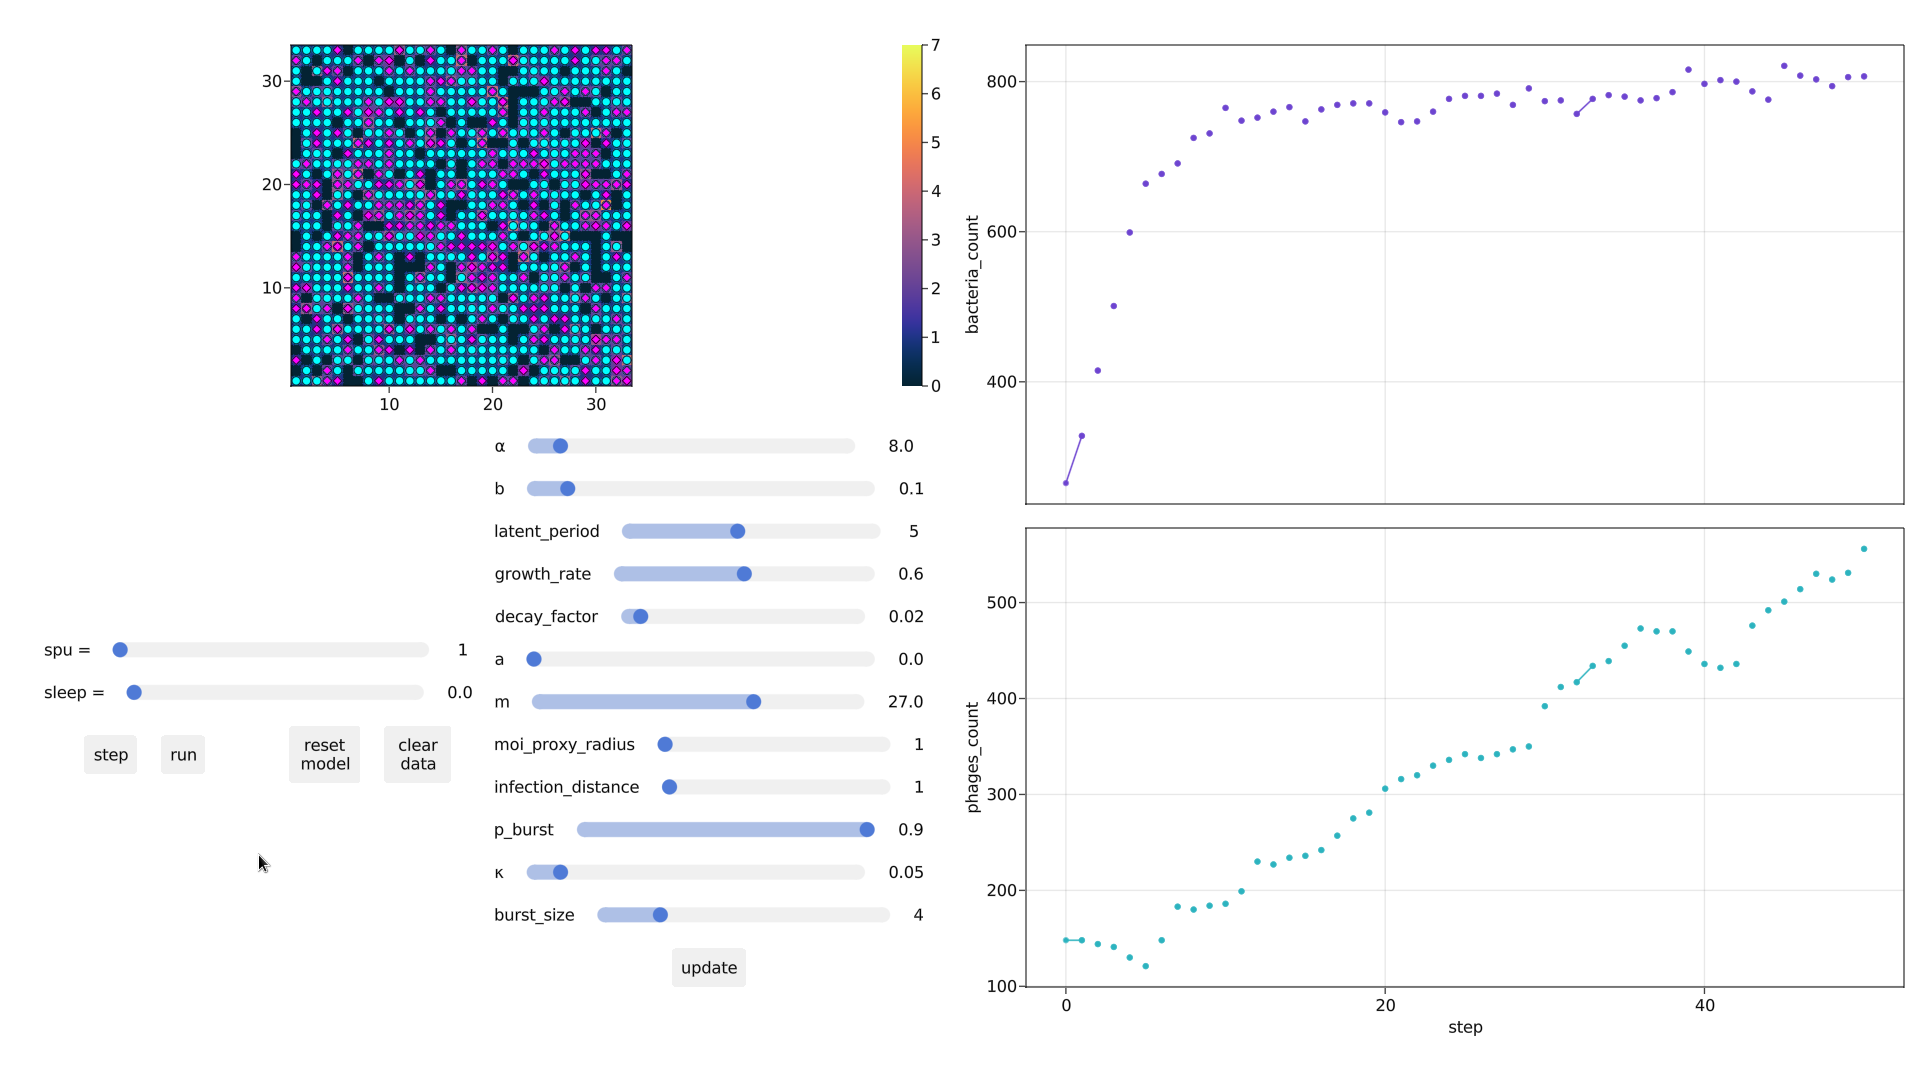 30
20
10
10 20 30
7
6
5
4
3
2
1
0
α 8.0
b 0.1
latent_period 5
growth_rate 0.6
decay_factor 0.02
a 0.0
m 27.0
moi_proxy_radius 1
infection_distance 1
p_burst 0.9
κ 0.05
burst_size 4
update
spu = 1
sleep = 0.0
step
run
reset
model
clear
data
bacteria_count
800
600
400
phages_count
500
400
300
200
100
0 20 40
step